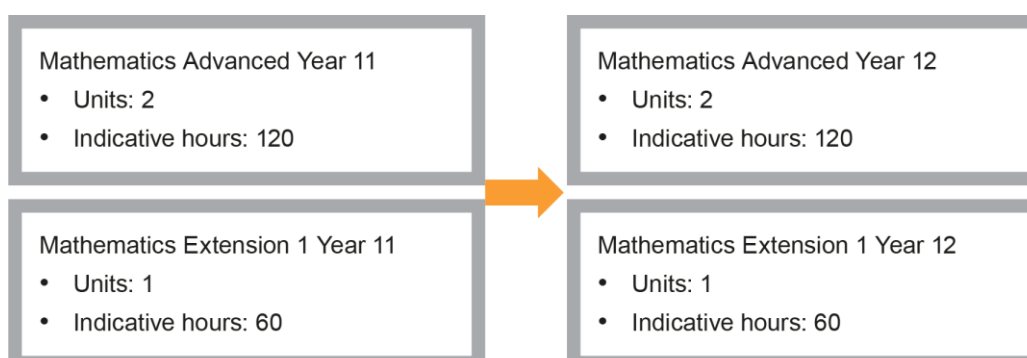 Mathematics Advanced Year 11
• Units: 2
• Indicative hours: 120
Mathematics Extension 1 Year 11
• Units: 1
• Indicative hours: 60
Mathematics Advanced Year 12
• Units: 2
• Indicative hours: 120
Mathematics Extension 1 Year 12
• Units: 1
• Indicative hours: 60